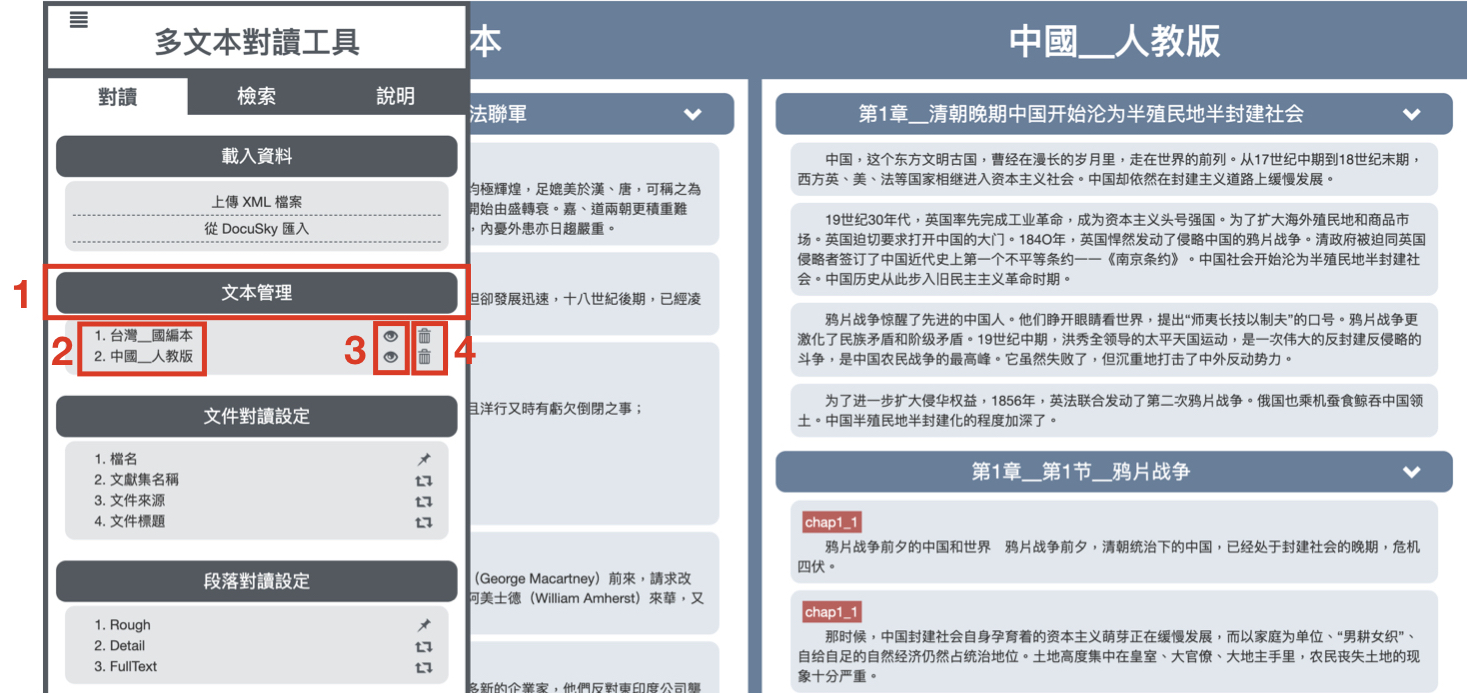 多文本對讀工具
對讀
檢索
說明
載入資料
上傳 XML 檔案
從 DocuSky 匯入
1
文本管理
2
1. 台灣__國編本
2. 中國__人教版
3
4
文件對讀設定
1. 檔名
2. 文獻集名稱
3. 文件來源
4. 文件標題
段落對讀設定
1. Rough
2. Detail
3. FullText
本
法聯軍
均極輝煌,足媲美於漢、唐,可稱之為
開始由盛轉衰。嘉、道兩朝更積重難
,內憂外患亦日趨嚴重。
但卻發展迅速,十八世紀後期,已經凌
且洋行又時有虧欠倒閉之事;
(George Macartney)前來,請求改
阿美士德(William Amherst)來華,又
多新的企業家,他們反對東印度公司壟
中國__人教版
第1章__清朝晚期中国开始沦为半殖民地半封建社会
中国,这个东方文明古国,曹经在漫长的岁月里,走在世界的前列。从17世纪中期到18世纪末期,
西方英、美、法等国家相继进入资本主义社会。中国却依然在封建主义道路上缓慢发展。
19世纪30年代,英国率先完成工业革命,成为资本主义头号强国。为了扩大海外殖民地和商品市
场。英国迫切要求打开中国的大门。184O年,英国悍然发动了侵略中国的鸦片战争。清政府被迫同英国
侵略者签订了中国近代史上第一个不平等条约一一《南京条约》。中国社会开始沦为半殖民地半封建社
会。中国历史从此步入旧民主主义革命时期。
鸦片战争惊醒了先进的中国人。他们睁开眼睛看世界,提出“师夷长技以制夫”的口号。鸦片战争更
激化了民族矛盾和阶级矛盾。19世纪中期,洪秀全领导的太平天国运动,是一次伟大的反封建反侵略的
斗争,是中国农民战争的最高峰。它虽然失败了,但沉重地打击了中外反动势力。
为了进一步扩大侵华权益,1856年,英法联合发动了第二次鸦片战争。俄国也乘机蚕食鲸吞中国领
土。中国半殖民地半封建化的程度加深了。
第1章__第1节__鸦片战争
chap1_1
鸦片战争前夕的中国和世界 鸦片战争前夕,清朝统治下的中国,已经处于封建社会的晚期,危机
四伏。
chap1_1
那时候,中国封建社会自身孕育着的资本主义萌芽正在缓慢发展,而以家庭为单位、“男耕女织”、
自给自足的自然经济仍然占统治地位。土地高度集中在皇室、大官僚、大地主手里,农民丧失土地的现
象十分严重。